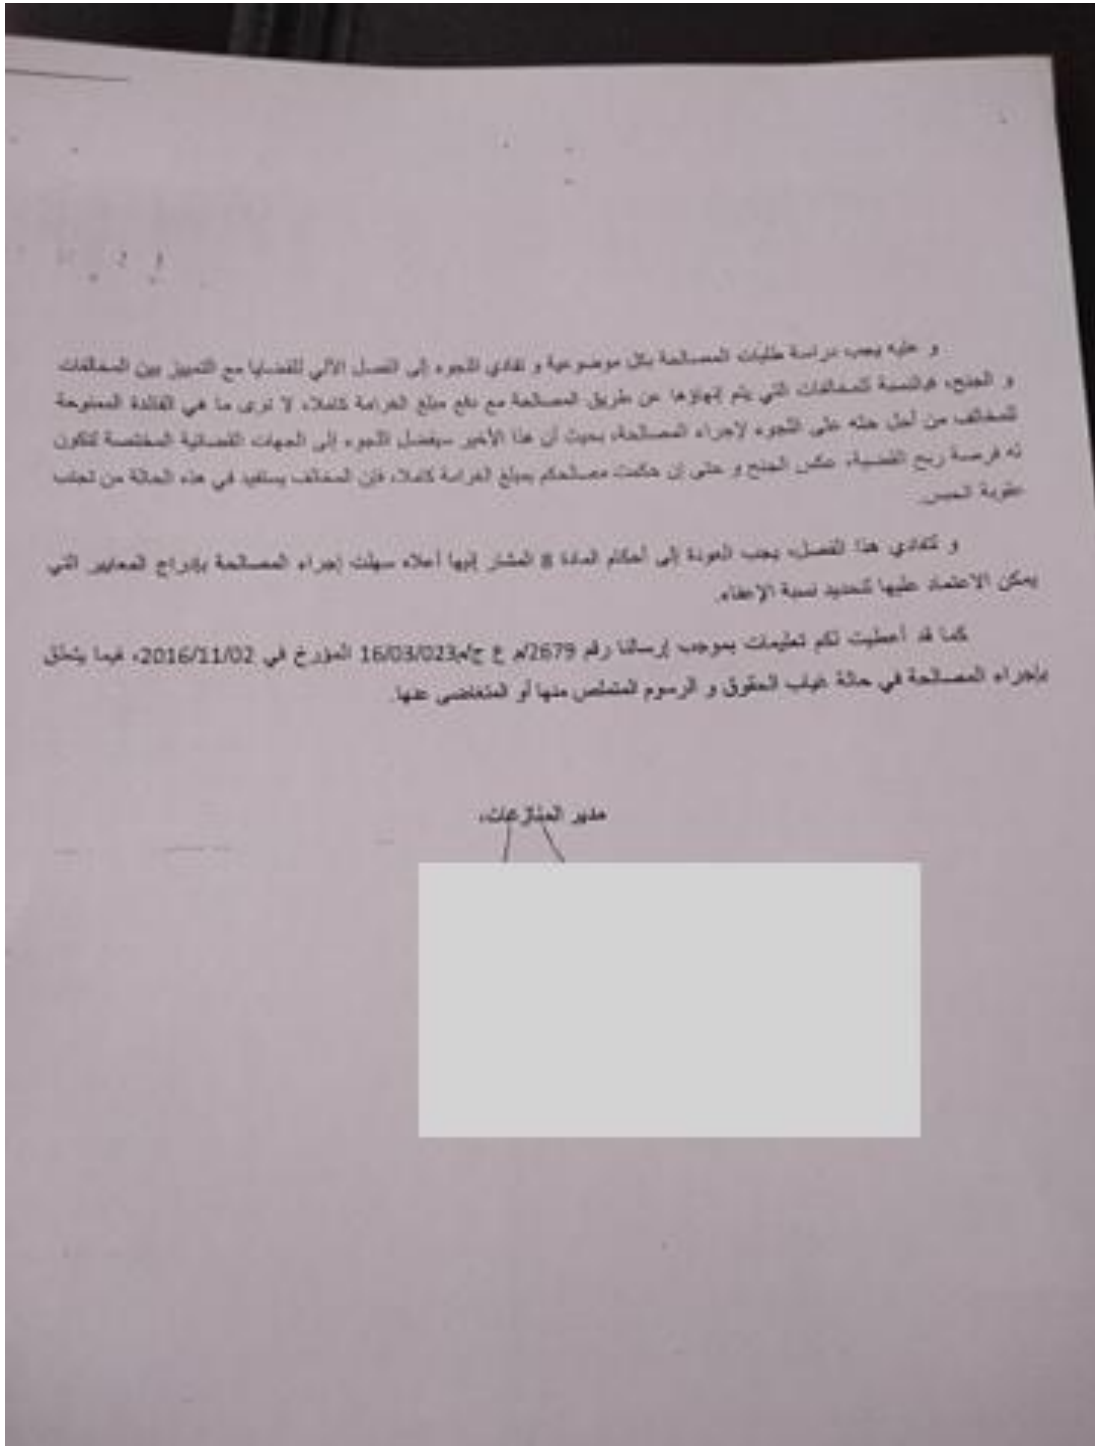 و عليه يجب دراسة طلبات المصالحة بكل موضوعية و تفادي اللجوء إلى الفصل الآلي للقضايا مع التمييز بين المخالفات
و الجنح، فبالنسبة للمخالفات التي يتم إنهاؤها عن طريق المصالحة مع دفع مبلغ الغرامة كاملا، لا نرى ما هي الفائدة الممنوحة
للمخالف من أجل حثه على اللجوء لإجراء المصالحة، بحيث أن هذا الأخير سيفضل اللجوء إلى الجهات القضائية المختصة لتكون
له فرصة ربح القضية، عكس الجنح و حتى إن حكمت مصالحكم بمبلغ الغرامة كاملا، فإن المخالف يستفيد في هذه الحالة من تجنب
عقوبة الحبس.
و لتفادي هذا الفصل، يجب العودة إلى أحكام المادة 8 المشار إليها أعلاه سهلت إجراء المصالحة بإدراج المعايير التي
يمكن الاعتماد عليها لتحديد نسبة الإعفاء.
كما قد أعطيت لكم تعليمات بموجب إرسالنا رقم 2679/م ع ج/م16/03/023 المؤرخ في 2016/11/02، فيما يتعلق
بإجراء المصالحة في حالة غياب الحقوق و الرسوم المتملص منها أو المتغاضى عنها.
مدير المنازعات،